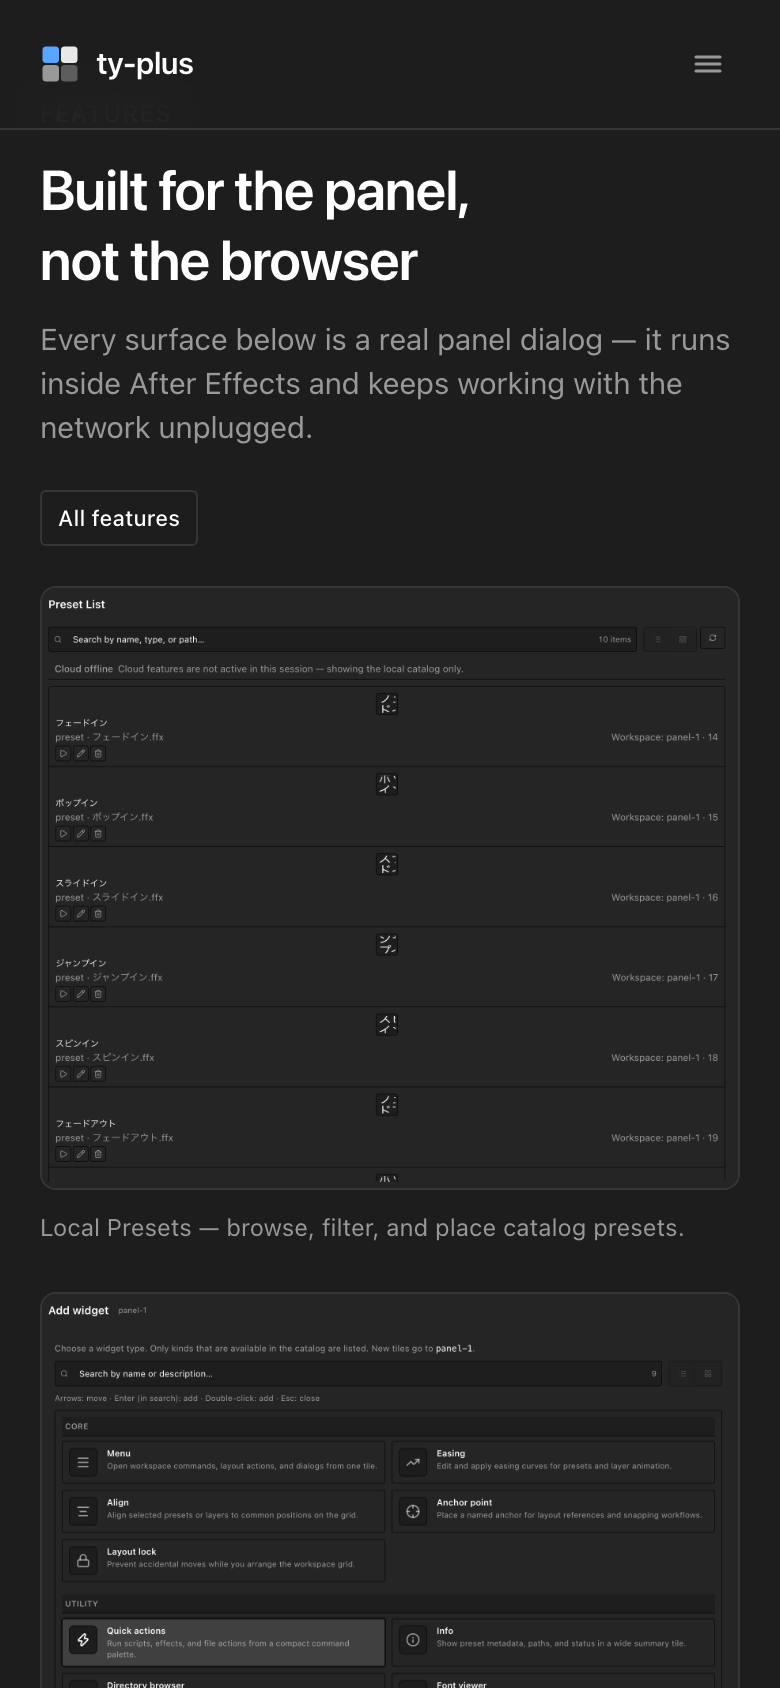 ty-plus
FEATURES
Built for the panel,
not the browser
Every surface below is a real panel dialog — it runs
inside After Effects and keeps working with the
network unplugged.
All features
Preset List
Search by name, type, or path...
10 items
Cloud offline Cloud features are not active in this session — showing the local catalog only.
フェードイン
preset · フェードイン.ffx
Workspace: panel-1 · 14
ポップイン
preset · ポップイン.ffx
Workspace: panel-1 · 15
スライドイン
preset · スライドイン.ffx
Workspace: panel-1 · 16
ジャンプイン
preset · ジャンプイン.ffx
Workspace: panel-1 · 17
スピンイン
preset · スピンイン.ffx
Workspace: panel-1 · 18
フェードアウト
preset · フェードアウト.ffx
Workspace: panel-1 · 19
Local Presets — browse, filter, and place catalog presets.
Add widget panel-1
Choose a widget type. Only kinds that are available in the catalog are listed. New tiles go to panel-1.
Search by name or description...
9
Arrows: move · Enter (in search): add · Double-click: add · Esc: close
CORE
Menu
Open workspace commands, layout actions, and dialogs from one tile.
Easing
Edit and apply easing curves for presets and layer animation.
Align
Align selected presets or layers to common positions on the grid.
Anchor point
Place a named anchor for layout references and snapping workflows.
Layout lock
Prevent accidental moves while you arrange the workspace grid.
UTILITY
Quick actions
Run scripts, effects, and file actions from a compact command
palette.
Info
Show preset metadata, paths, and status in a wide summary tile.
Directory browser
Font viewer